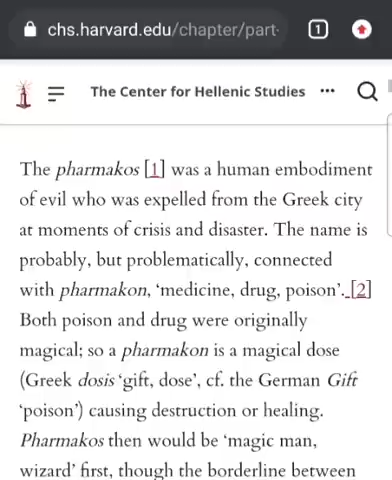 chs.harvard.edu/chapter/part-
1
The Center for Hellenic Studies
The pharmakos [1] was a human embodiment
of evil who was expelled from the Greek city
at moments of crisis and disaster. The name is
probably, but problematically, connected
with pharmakon, ‘medicine, drug, poison’. [2]
Both poison and drug were originally
magical; so a pharmakon is a magical dose
(Greek dosis ‘gift, dose’, cf. the German Gift
‘poison’) causing destruction or healing.
Pharmakos then would be ‘magic man,
wizard’ first, though the borderline between